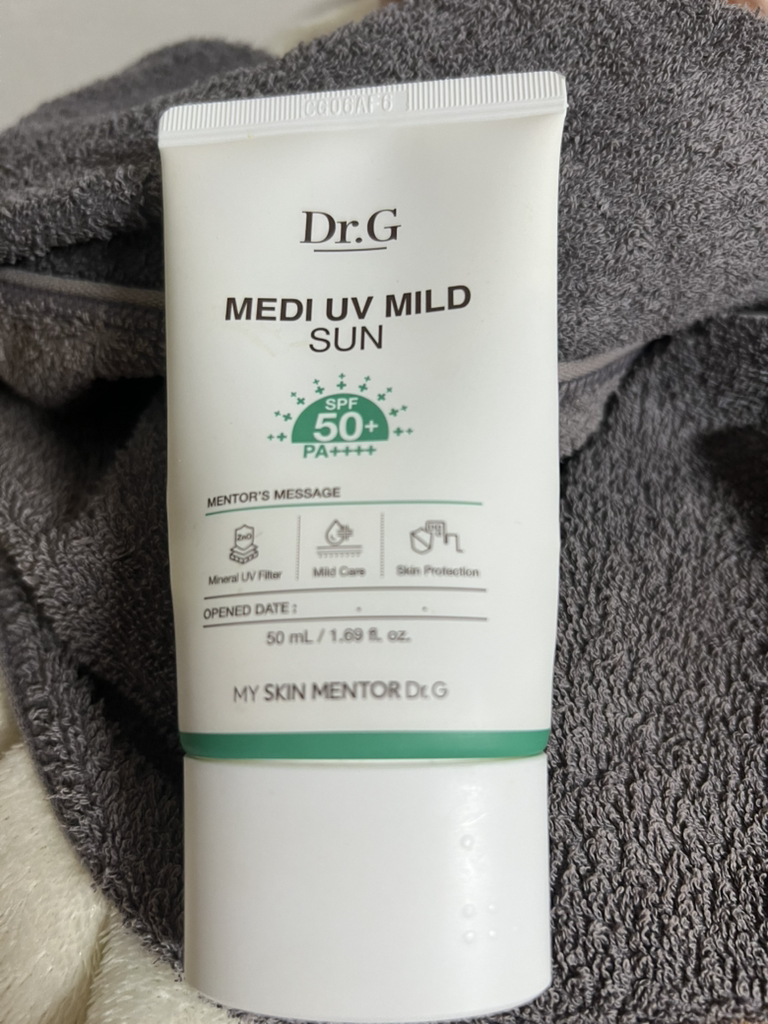 Dr.G
MEDI UV MILD
SUN
SPF
50+
PA++++
MENTOR'S MESSAGE
ZnO
Mineral UV Filter
Mild Care
Skin Protection
OPENED DATE :
50 mL / 1.69 fl. oz.
MY SKIN MENTOR Dr.G